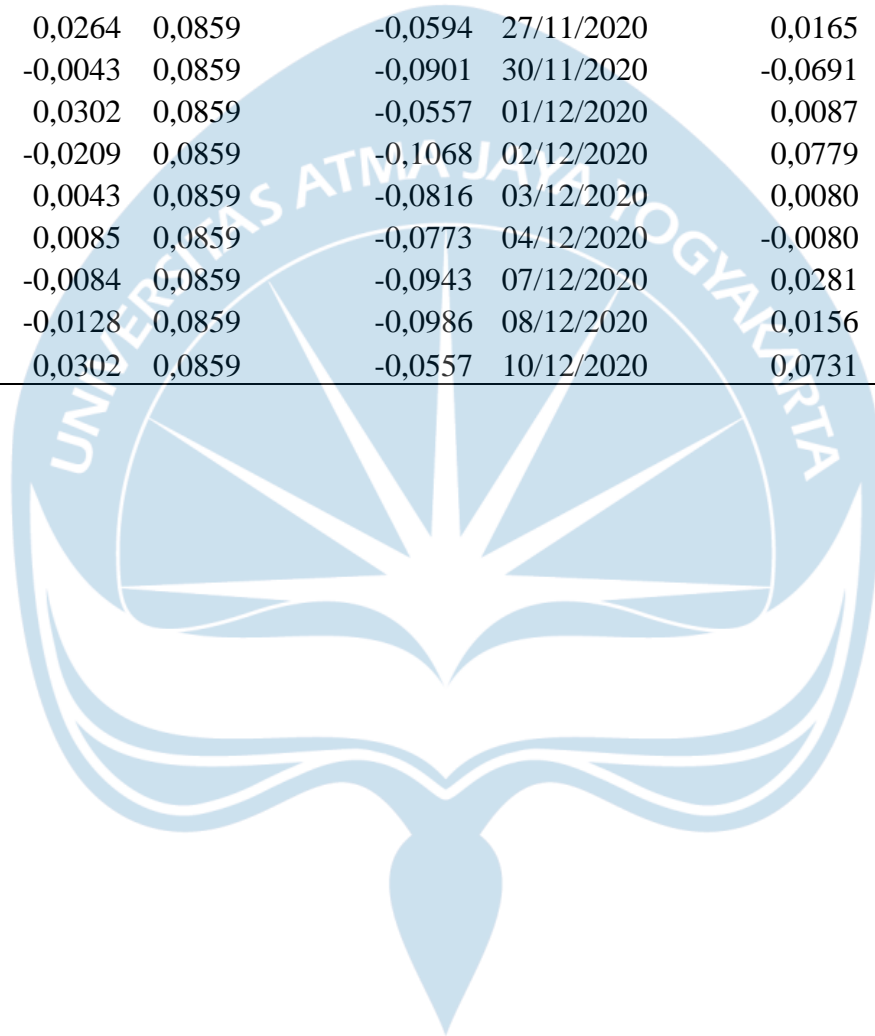 0,0264 0,0859 -0,0594 27/11/2020 0,0165
-0,0043 0,0859 -0,0901 30/11/2020 -0,0691
0,0302 0,0859 -0,0557 01/12/2020 0,0087
-0,0209 0,0859 -0,1068 02/12/2020 0,0779
0,0043 0,0859 -0,0816 03/12/2020 0,0080
0,0085 0,0859 -0,0773 04/12/2020 -0,0080
-0,0084 0,0859 -0,0943 07/12/2020 0,0281
-0,0128 0,0859 -0,0986 08/12/2020 0,0156
0,0302 0,0859 -0,0557 10/12/2020 0,0731
UNIVERSITAS ATMA JAYA YOGYAKARTA